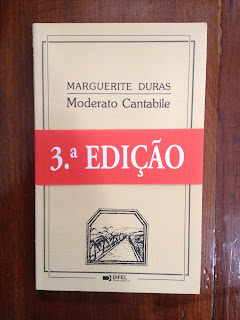 MARGUERITE DURAS
Moderato Cantabile
3.ª EDIÇÃO
DIFEL